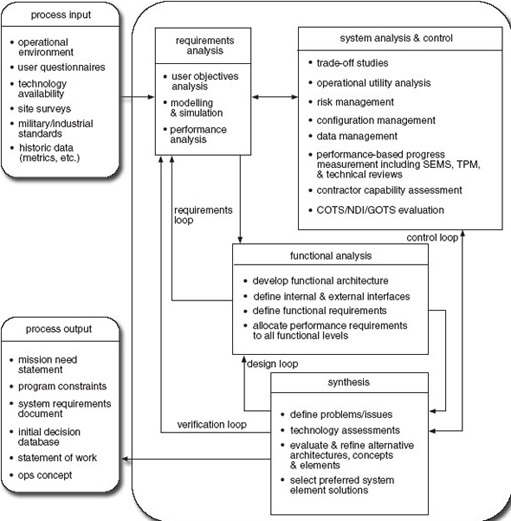 process input
• operational
environment
• user questionnaires
• technology
availability
• site surveys
• military/industrial
standards
• historic data
(metrics, etc.)
requirements
analysis
• user objectives
analysis
• modelling
& simulation
• performance
analysis
system analysis & control
• trade-off studies
• operational utility analysis
• risk management
• configuration management
• data management
• performance-based progress
measurement including SEMS, TPM,
& technical reviews
• contractor capability assessment
• COTS/NDI/GOTS evaluation
requirements
loop
control loop
functional analysis
• develop functional architecture
• define internal & external interfaces
• define functional requirements
• allocate performance requirements
to all functional levels
design loop
synthesis
• define problems/issues
• technology assessments
• evaluate & refine alternative
architectures, concepts
& elements
• select preferred system
element solutions
verification loop
process output
• mission need
statement
• program constraints
• system requirements
document
• initial decision
database
• statement of work
• ops concept